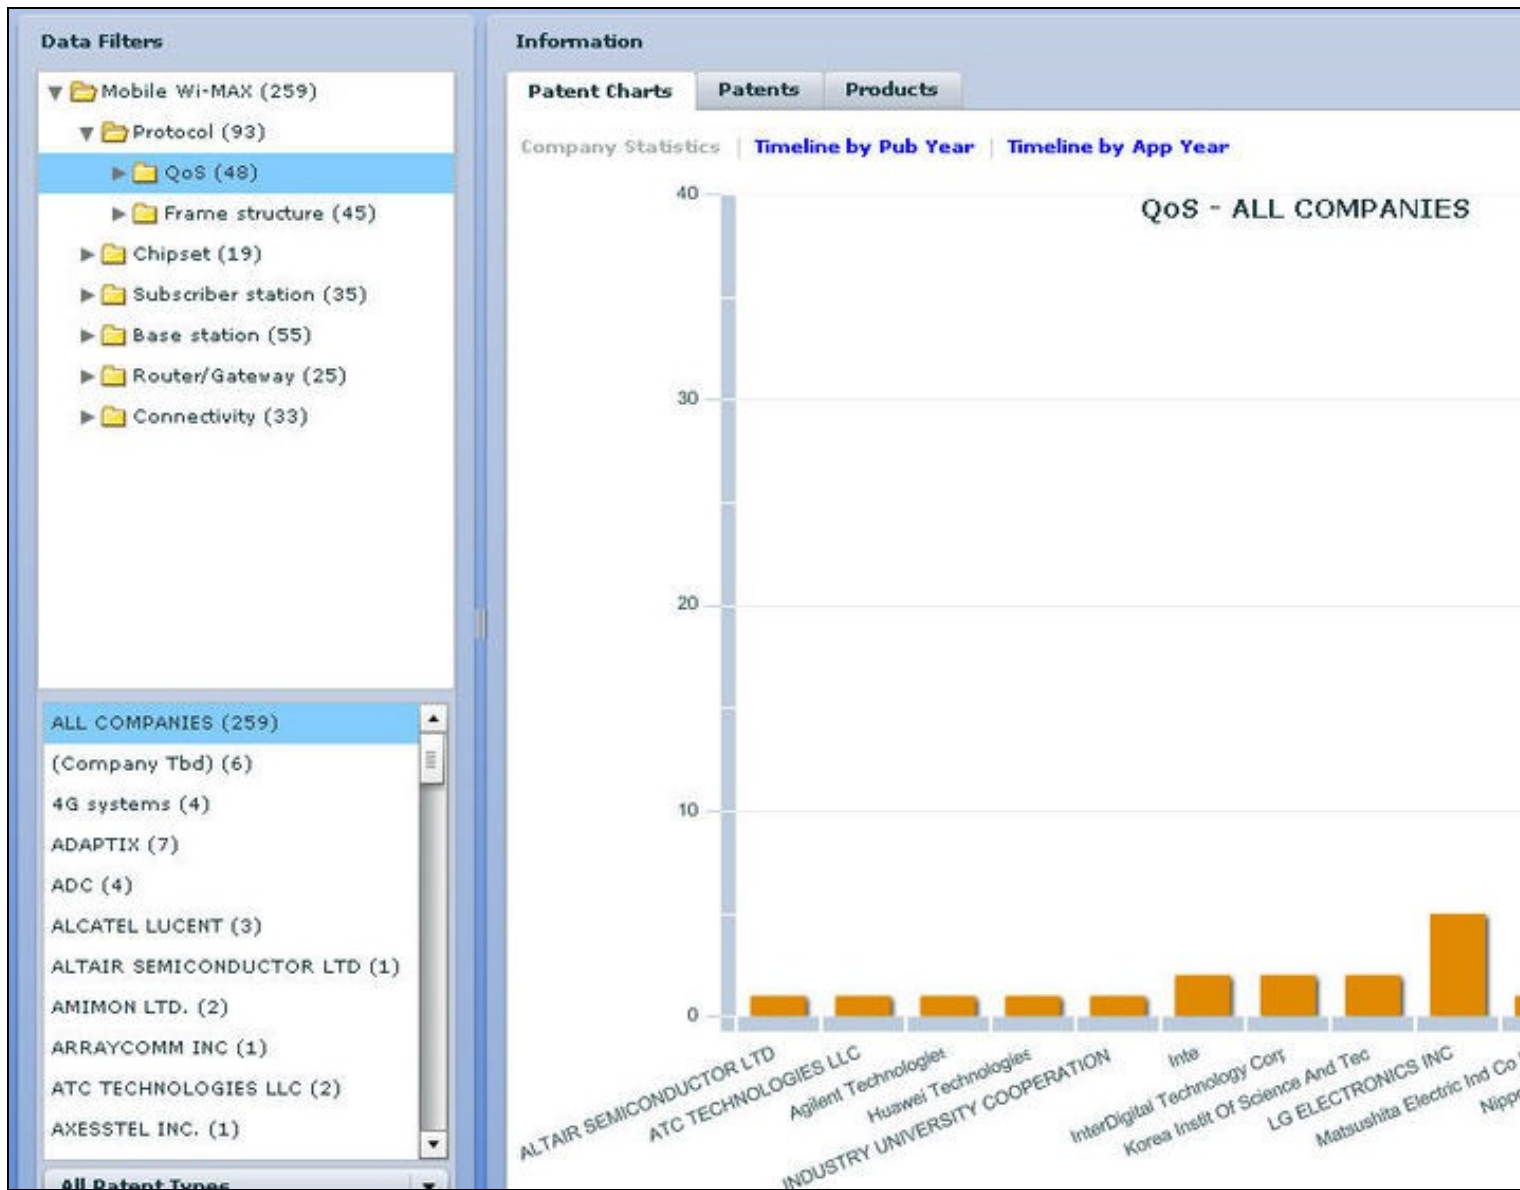 Data Filters
Mobile Wi-MAX (259)
Protocol (93)
QoS (48)
Frame structure (45)
Chipset (19)
Subscriber station (35)
Base station (55)
Router/Gateway (25)
Connectivity (33)
ALL COMPANIES (259)
(Company Tbd) (6)
4G systems (4)
ADAPTIX (7)
ADC (4)
ALCATEL LUCENT (3)
ALTAIR SEMICONDUCTOR LTD (1)
AMIMON LTD. (2)
ARRAYCOMM INC (1)
ATC TECHNOLOGIES LLC (2)
AXESSTEL INC. (1)
All Patent Types
Information
Patent Charts Patents Products
Company Statistics | Timeline by Pub Year | Timeline by App Year
QoS - ALL COMPANIES
40
30
20
10
0
ALTAIR SEMICONDUCTOR LTD
ATC TECHNOLOGIES LLC
Agilent Technologies
Huawei Technologies
INDUSTRY UNIVERSITY COOPERATION
Inte
InterDigital Technology Corp
Korea Instit Of Science And Tec
LG ELECTRONICS INC
Matsushita Electric Ind Co
Nipp